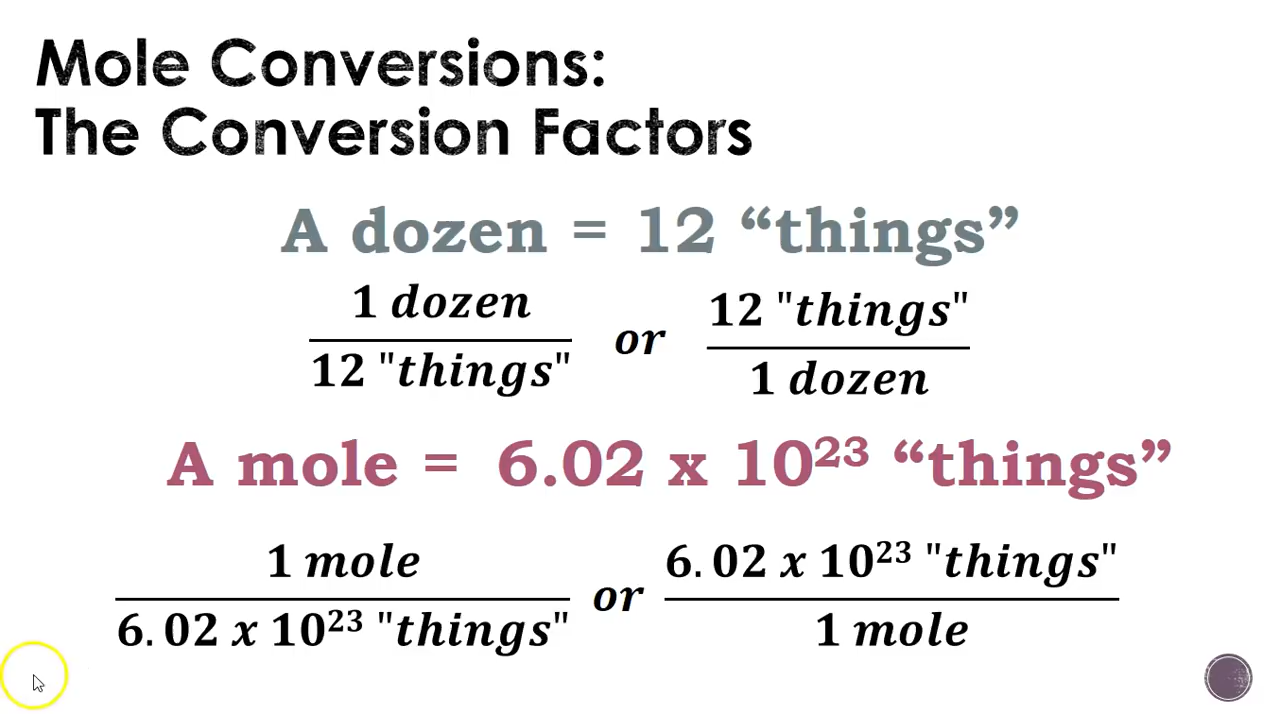 Mole Conversions:
The Conversion Factors
A dozen = 12 “things”
1 dozen
12 "things"
or
12 "things"
1 dozen
A mole = 6.02 x 10²³ “things”
1 mole
6.02 x 10²³ "things"
or
6.02 x 10²³ "things"
1 mole